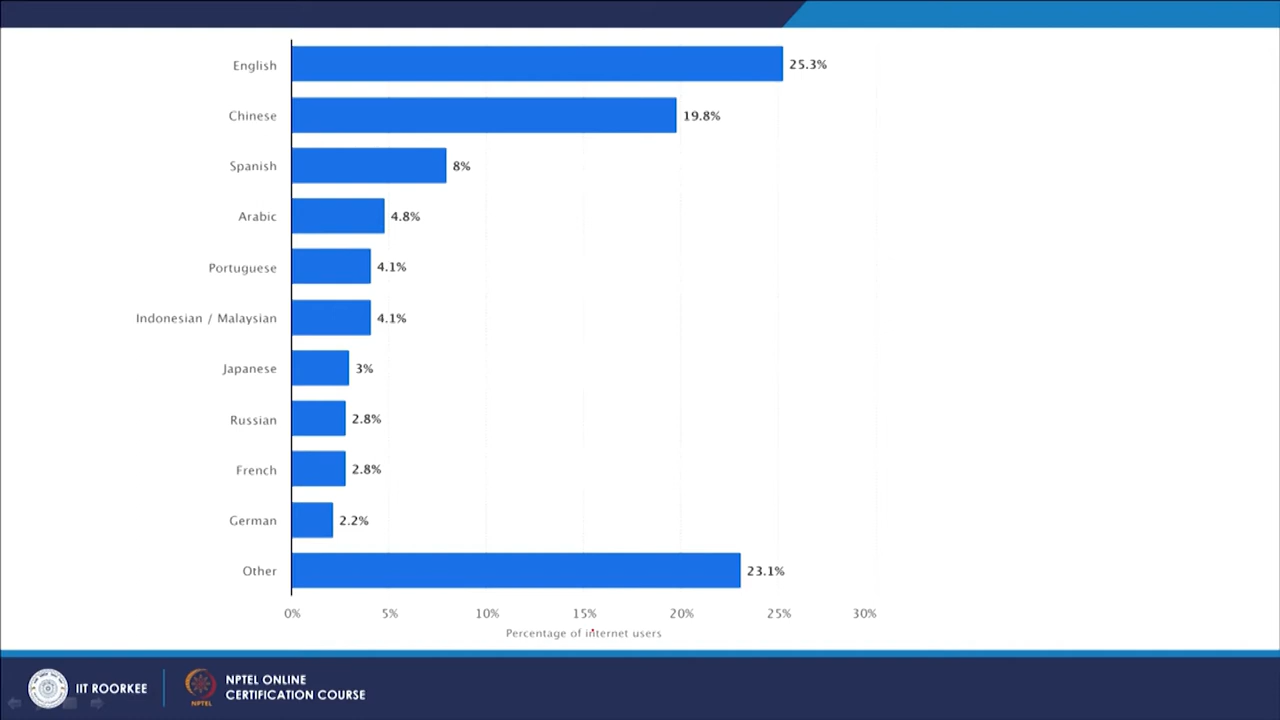 English 25.3%
Chinese 19.8%
Spanish 8%
Arabic 4.8%
Portuguese 4.1%
Indonesian / Malaysian 4.1%
Japanese 3%
Russian 2.8%
French 2.8%
German 2.2%
Other 23.1%
0% 5% 10% 15% 20% 25% 30%
Percentage of internet users
IIT ROORKEE
NPTEL
NPTEL ONLINE
CERTIFICATION COURSE